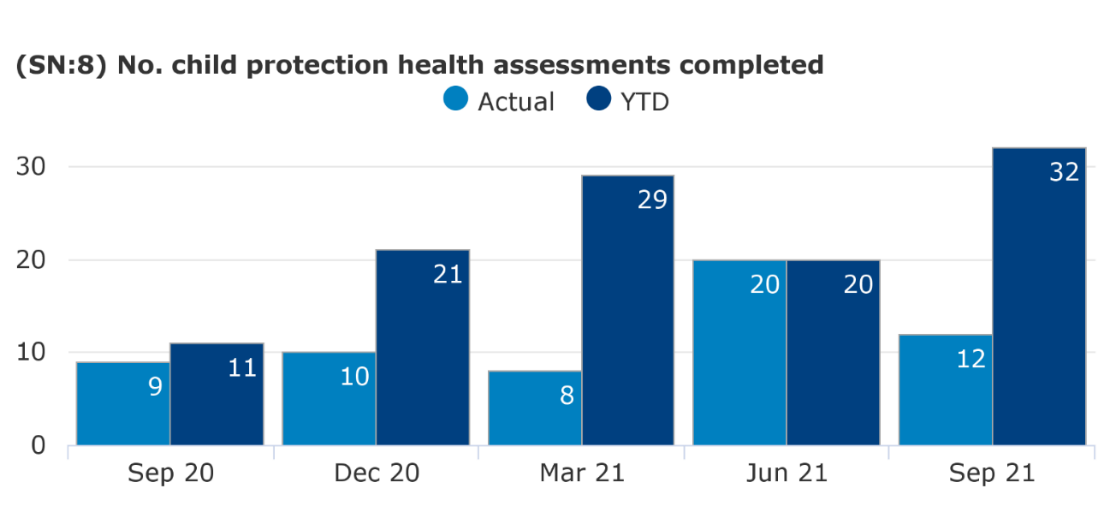 (SN:8) No. child protection health assessments completed
Actual YTD
30
20
10
0
9 11 10 21 8 29 20 20 12 32
Sep 20 Dec 20 Mar 21 Jun 21 Sep 21